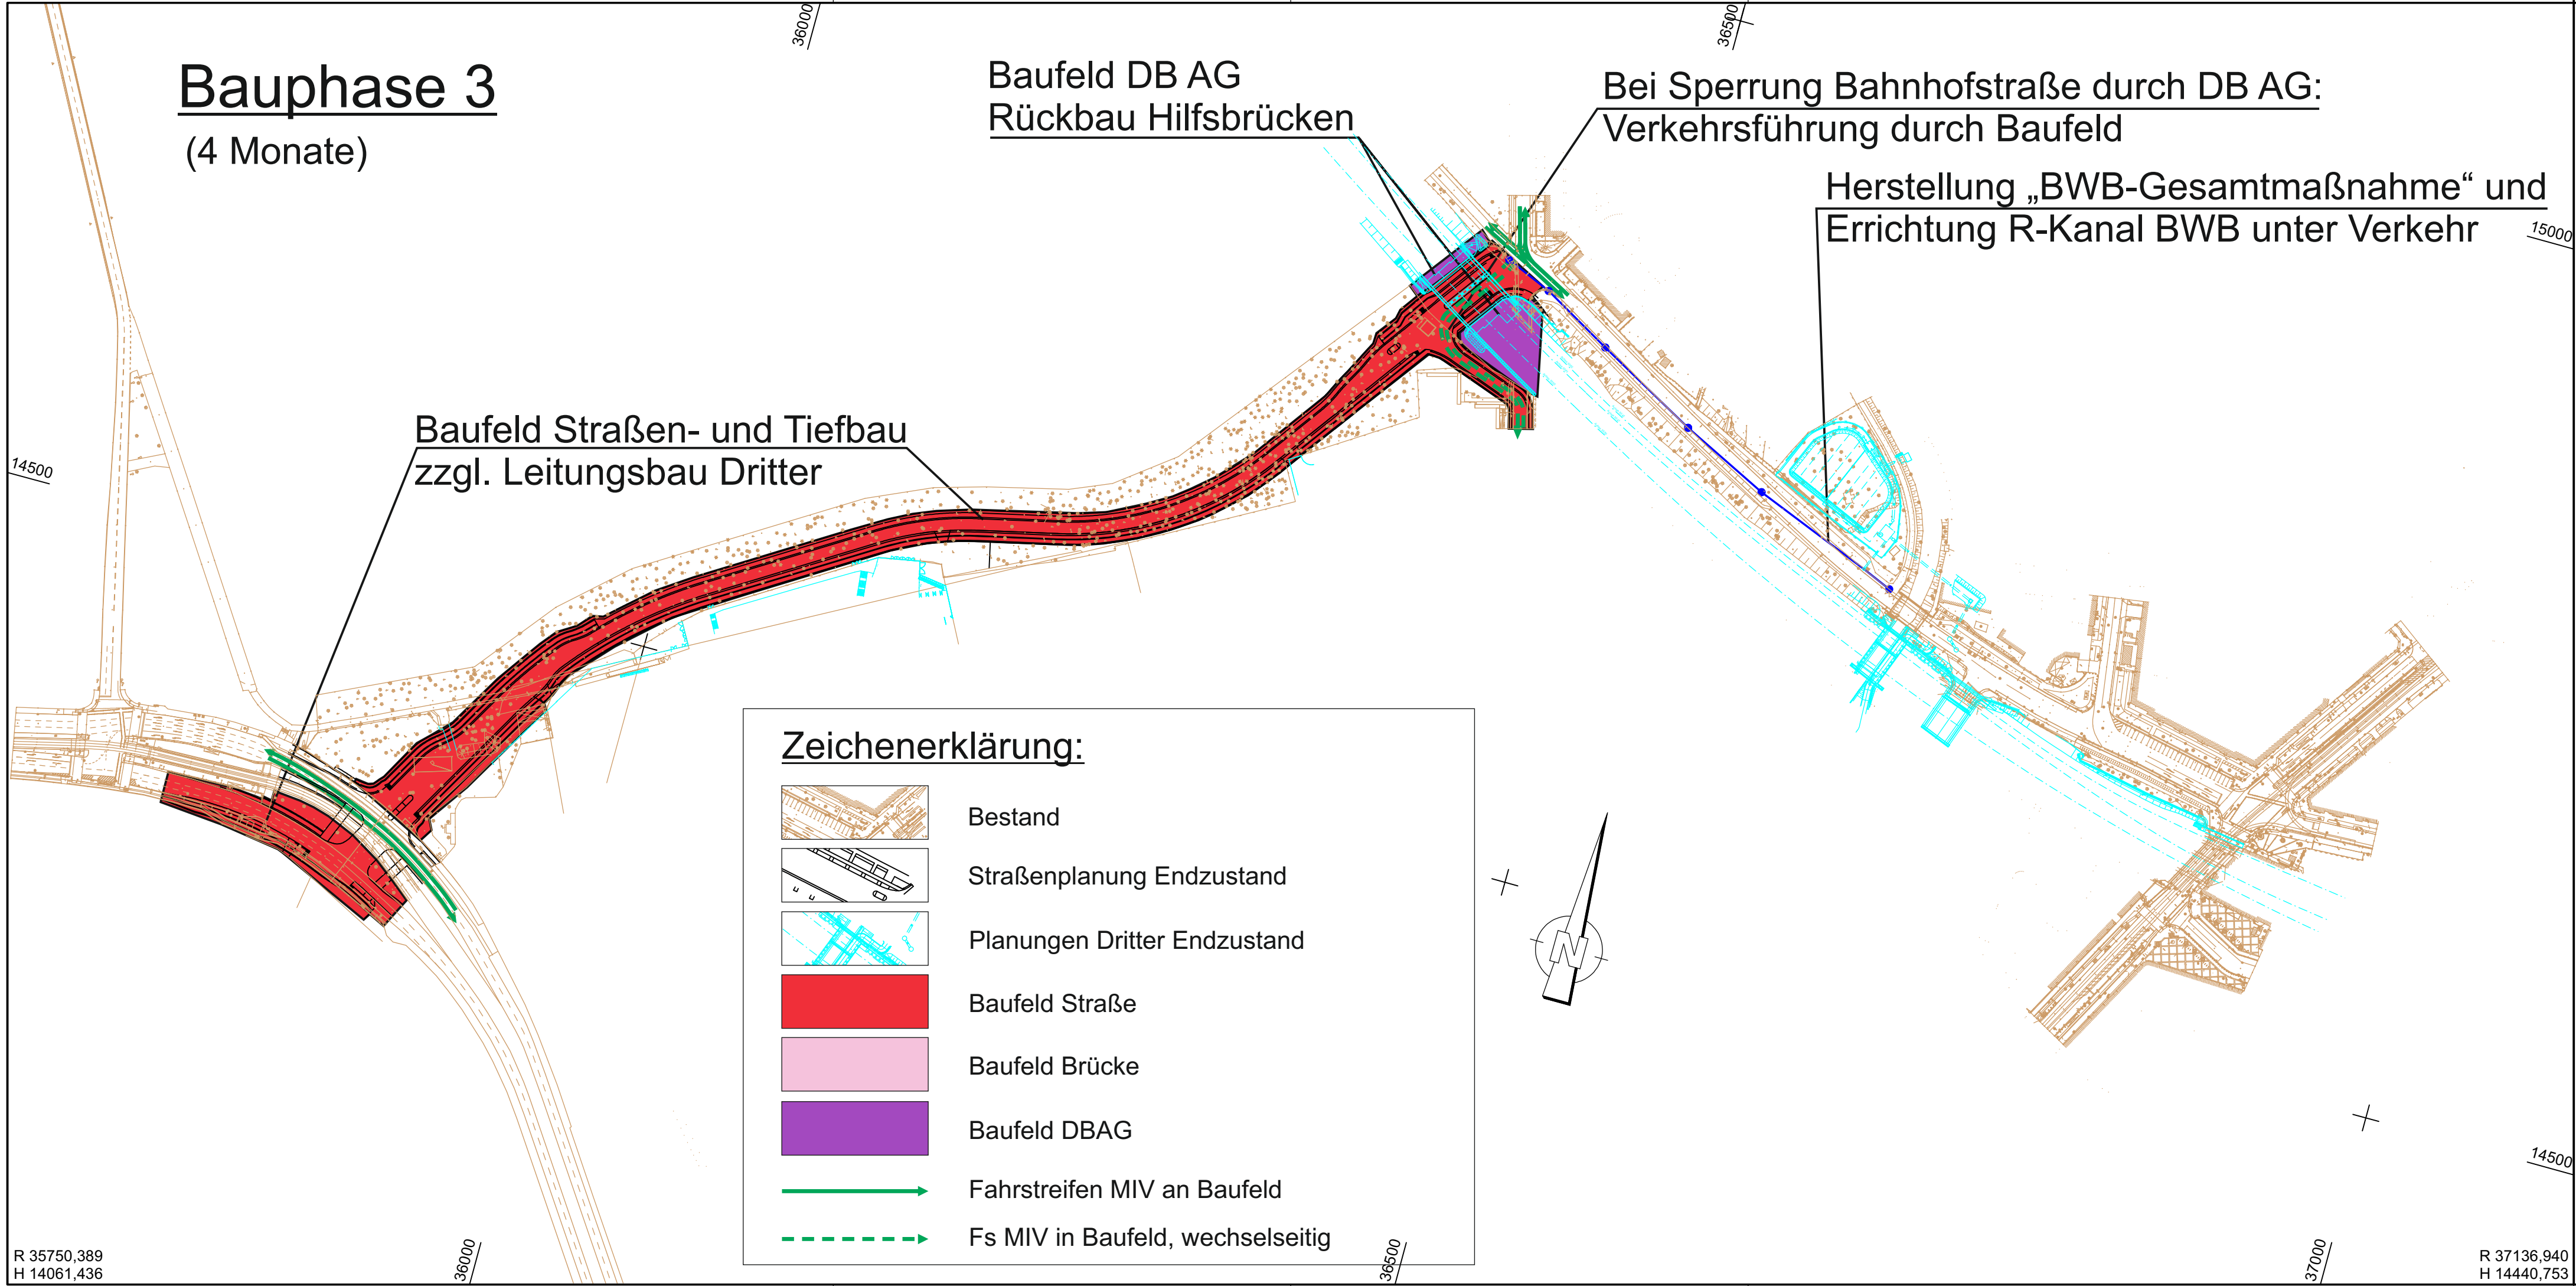 36000
36500
Bauphase 3
(4 Monate)
Baufeld DB AG
Rückbau Hilfsbrücken
Bei Sperrung Bahnhofstraße durch DB AG:
Verkehrsführung durch Baufeld
Herstellung „BWB-Gesamtmaßnahme“ und
Errichtung R-Kanal BWB unter Verkehr
15000
Baufeld Straßen- und Tiefbau
zzgl. Leitungsbau Dritter
14500
Zeichenerklärung:
Bestand
Straßenplanung Endzustand
Planungen Dritter Endzustand
Baufeld Straße
Baufeld Brücke
Baufeld DBAG
Fahrstreifen MIV an Baufeld
Fs MIV in Baufeld, wechselseitig
N
14500
R 35750,389
H 14061,436
36000
36500
37000
R 37136,940
H 14440,753